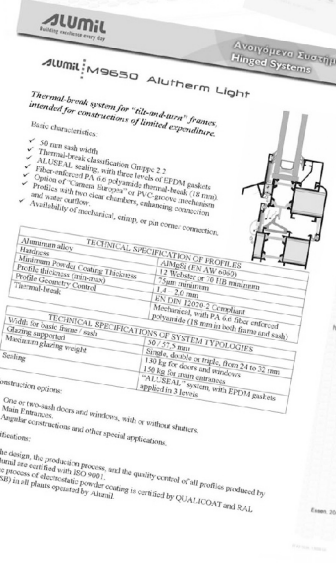 ALUMIL
Building excellence every day
Ανοιγόμενο Σύστημ
Hinged Systems
ALUMIL M9650 Alutherm Light
Thermal-break system for "tilt-and-turn" frames,
intended for constructions of limited expenditure.
Basic characteristics:
✓ 50 mm sash width
✓ Thermal-break classification Gruppe 2.2
✓ ALUSEAL sealing, with three levels of EPDM gaskets
✓ Fiber-enforced PA 6.6 polyamide thermal-break (18 mm)
✓ Option of "Camera Europea" or PVC-groove mechanism
✓ Profiles with two clear chambers, enhancing connection
and water outflow.
✓ Availability of mechanical, crimp, or pin corner connection.
TECHNICAL SPECIFICATION OF PROFILES
Aluminum alloy AlMgSi (EN AW 6060)
Hardness 12 Webster or 70 HB minimum
Minimum Powder Coating Thickness 75μm minimum
Profile thickness (min-max) 1,4 – 2,6 mm
Profile Geometry Control EN DIN 12020-2 Compliant
Thermal-break Mechanical, with PA 6.6 fiber enforced
polyamide (18 mm in both frame and sash)
TECHNICAL SPECIFICATIONS OF SYSTEM TYPOLOGIES
Width for basic frame / sash 50 / 57,5 mm
Glazing supported Single, double or triple, from 24 to 32 mm
Maximum glazing weight 130 kg for doors and windows
150 kg for main entrances
Sealing "ALUSEAL" system, with EPDM gaskets
applied in 3 levels
onstruction options:
One or two-sash doors and windows, with or without shutters.
Main Entrances.
Angular constructions and other special applications.
tifications:
he design, the production process, and the quality control of all profiles produced by
lumil are certified with ISO 9001.
e process of electrostatic powder coating is certified by QUALICOAT and RAL
SB) in all plants operated by Alumil.